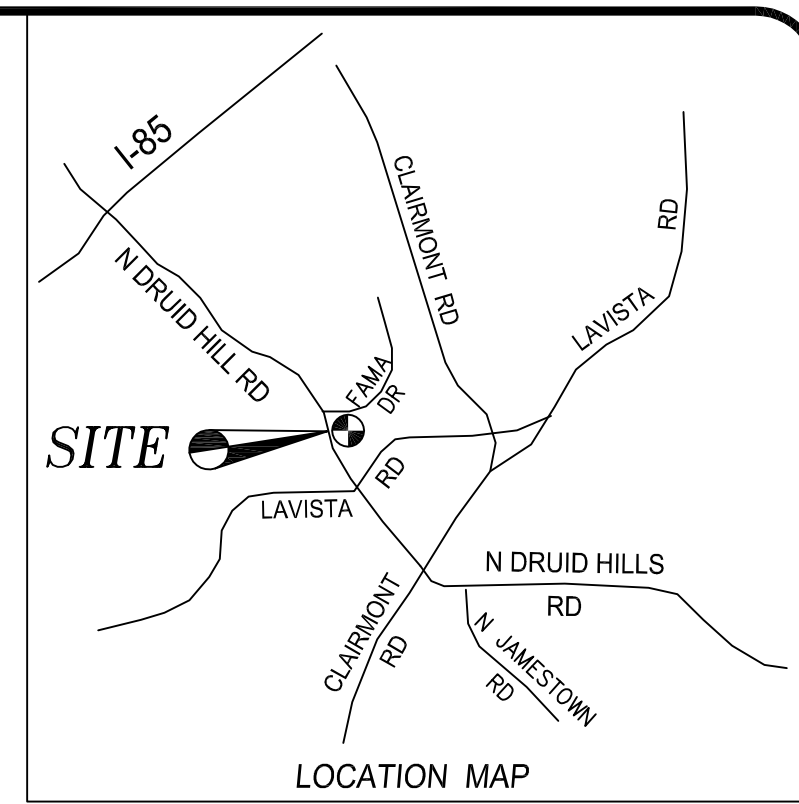 I-85
CLAIRMONT RD
RD
LAVISTA
N DRUID HILL RD
FAMA
DR
SITE
RD
LAVISTA
N DRUID HILLS
RD
CLAIRMONT
RD
N JAMESTOWN
RD
LOCATION MAP